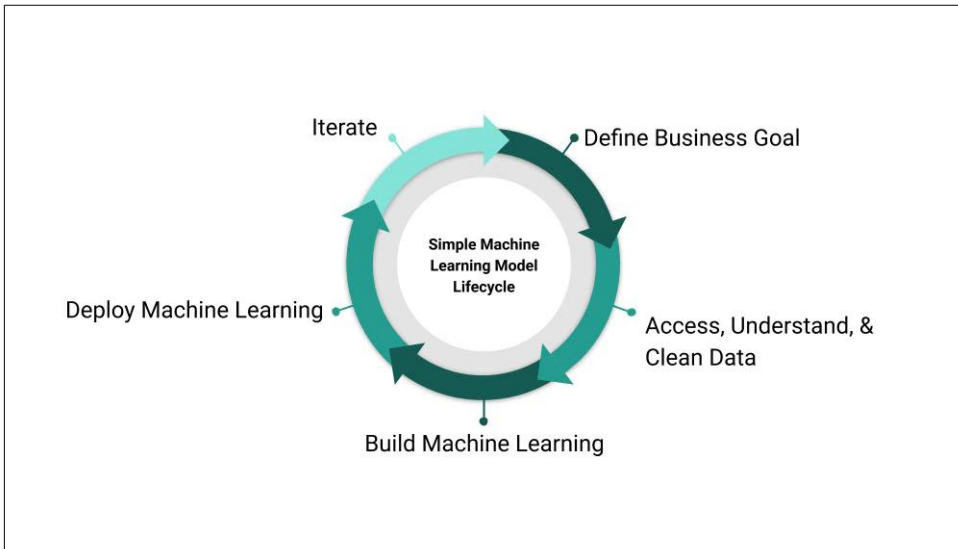 Iterate
Define Business Goal
Simple Machine
Learning Model
Lifecycle
Deploy Machine Learning
Access, Understand, &
Clean Data
Build Machine Learning